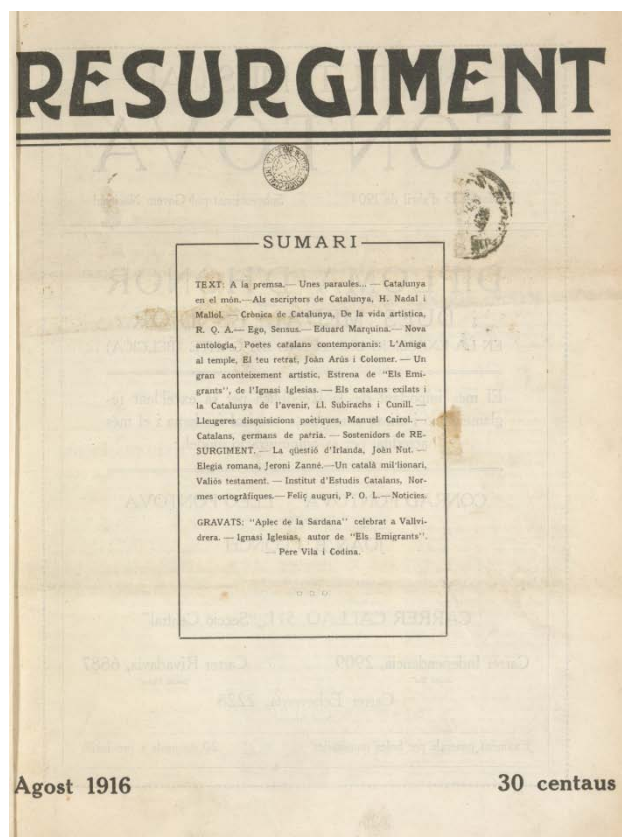 RESURGIMENT
SUMARI
TEXT: A la premsa.— Unes paraules... — Catalunya
en el món.—Als escriptors de Catalunya, H. Nadal i
Mallol. — Crònica de Catalunya, De la vida artística,
R. Q. A.— Ego, Sensus.— Eduard Marquina.— Nova
antologia, Poetes catalans contemporanis: L'Amiga
al temple, El teu retrat, Joàn Arús i Colomer. — Un
gran aconteixement artístic, Estrena de "Els Emi-
grants", de l'Ignasi Iglesias. — Els catalans exilats i
la Catalunya de l'avenir, Ll. Subirachs i Cunill.—
Lleugeres disquisicions poètiques, Manuel Cairol.—
Catalans, germans de patria. — Sostenidors de RE-
SURGIMENT. — La qüestió d'Irlanda, Joàn Nut. —
Elegia romana, Jeroni Zanné.—Un català mil'lionari,
Valiós testament. — Institut d'Estudis Catalans, Nor-
mes ortogràfiques.— Feliç auguri, P. O. L.—Noticies.
GRAVATS: "Aplec de la Sardana" celebrat a Vallvi-
drera. — Ignasi Iglesias, autor de "Els Emigrants".
Pere Vila i Codina.
Agost 1916
30 centaus